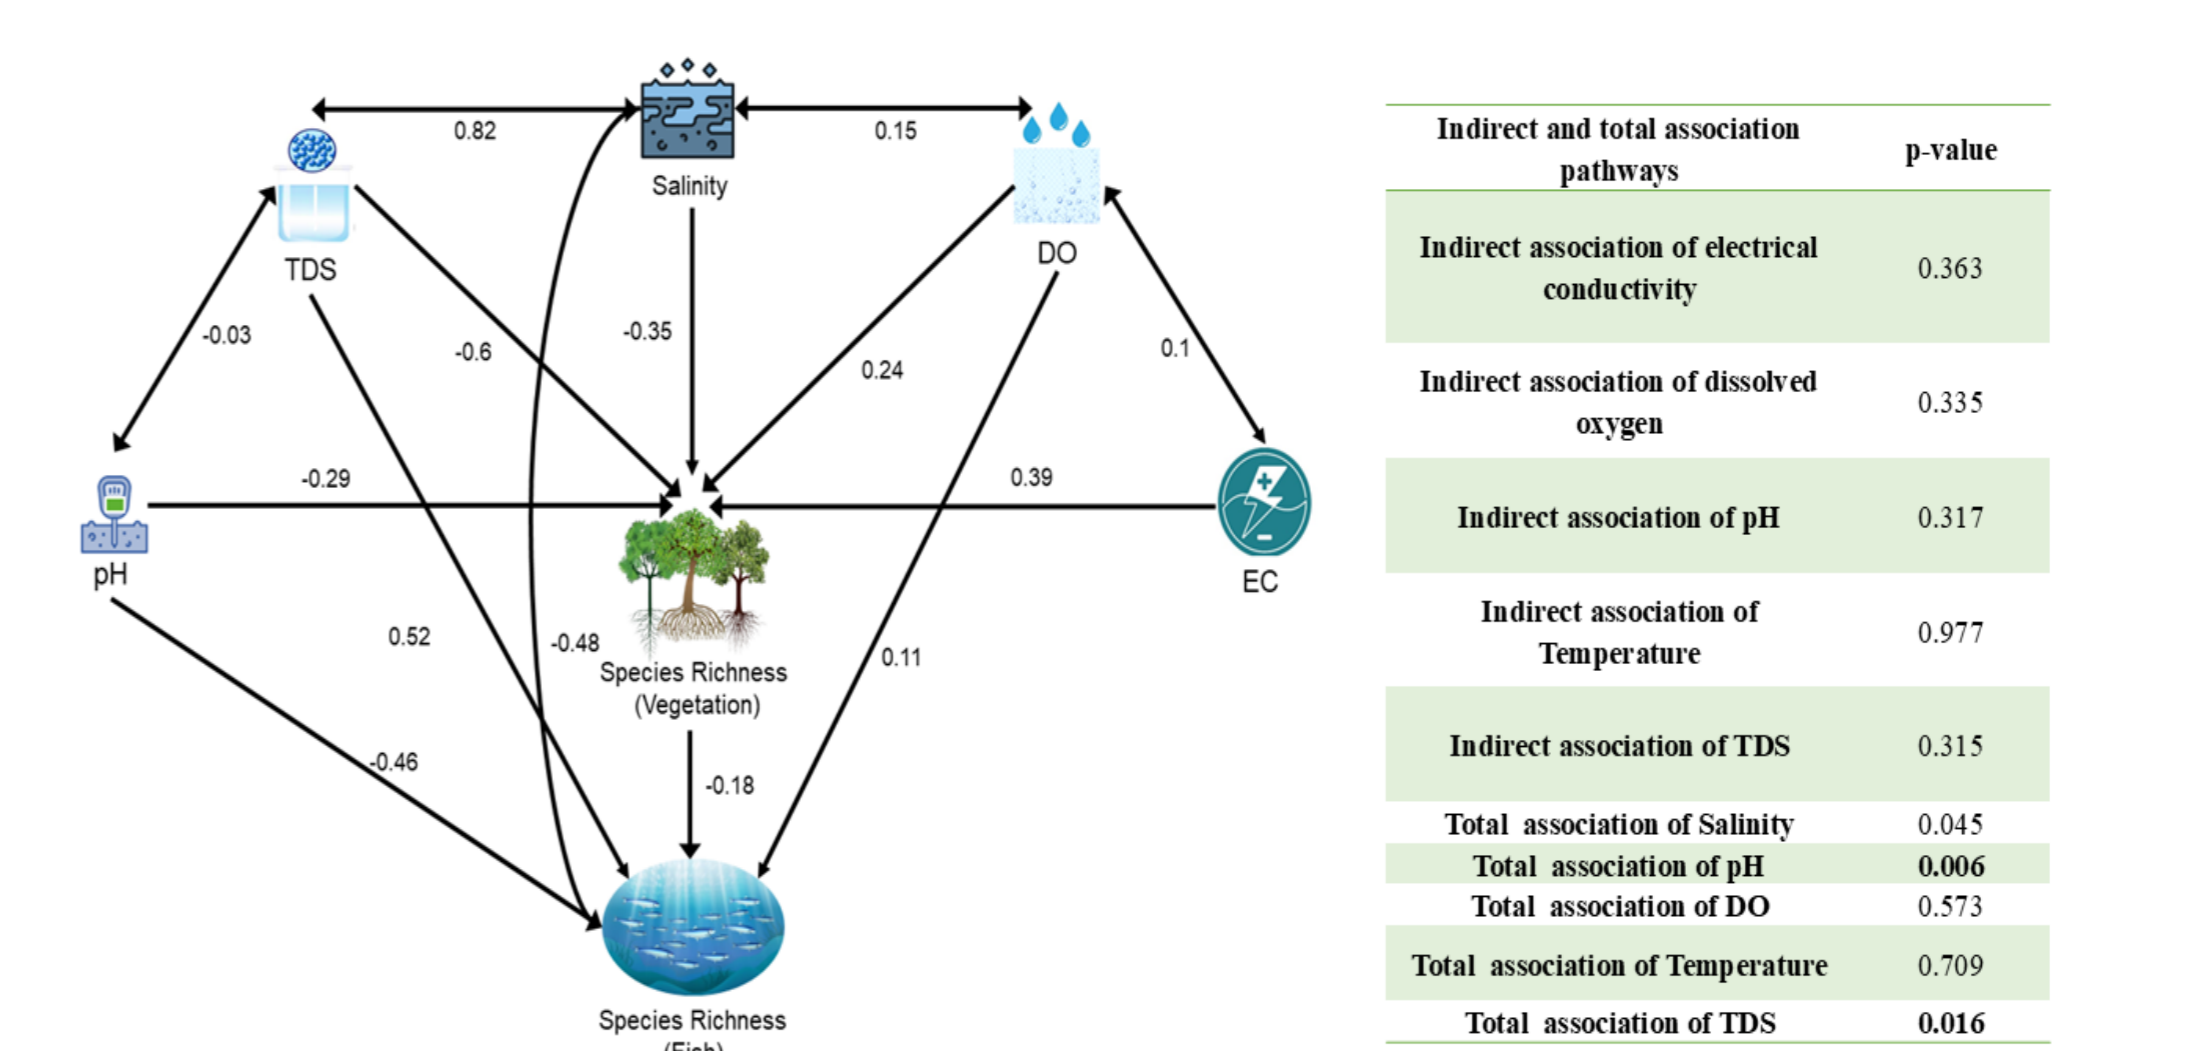 0.82
0.15
Salinity
TDS
DO
-0.03
-0.6
-0.35
0.24
0.1
-0.29
0.39
pH
EC
0.52
-0.48
0.11
Species Richness
(Vegetation)
-0.46
-0.18
Species Richness
(Fish)
Indirect and total association
pathways
p-value
Indirect association of electrical
conductivity
0.363
Indirect association of dissolved
oxygen
0.335
Indirect association of pH
0.317
Indirect association of
Temperature
0.977
Indirect association of TDS
0.315
Total association of Salinity
0.045
Total association of pH
0.006
Total association of DO
0.573
Total association of Temperature
0.709
Total association of TDS
0.016